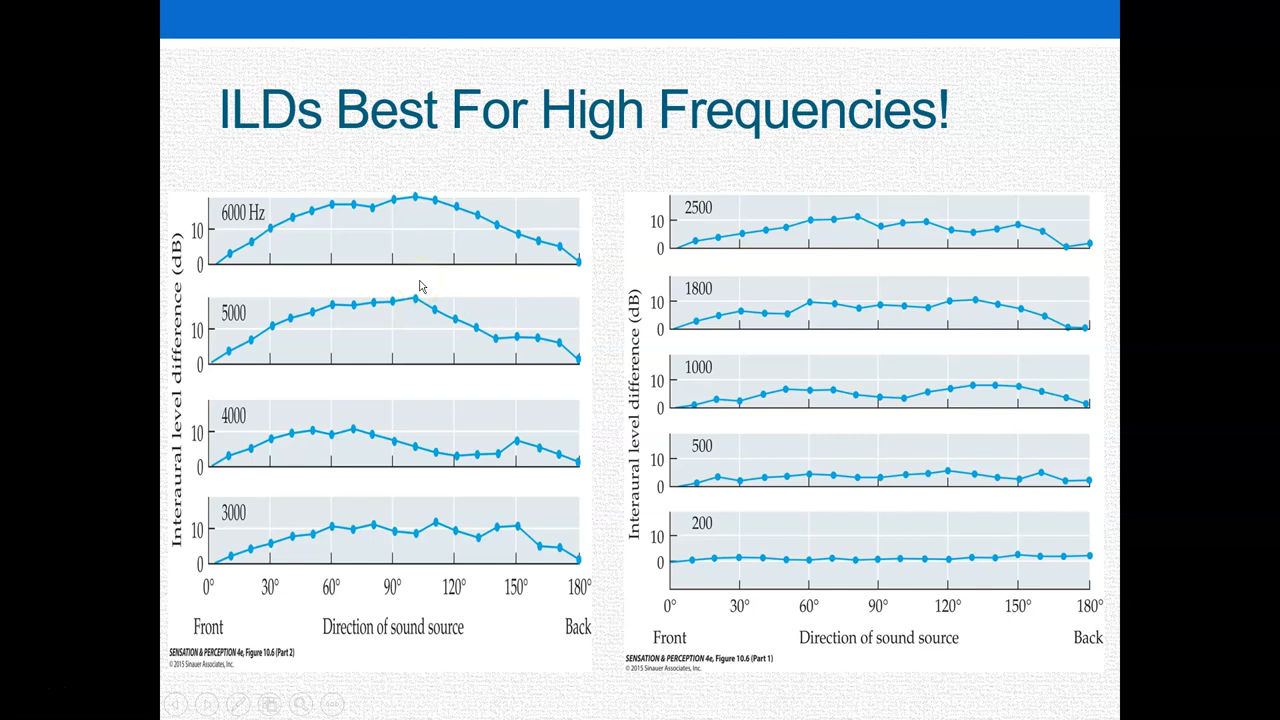 ILDs Best For High Frequencies!
Interaural level difference (dB)
6000 Hz
10
0
5000
10
0
4000
10
0
3000
10
0
0° 30° 60° 90° 120° 150° 180°
Front Direction of sound source Back
SENSATION & PERCEPTION 4e, Figure 10.6 (Part 2)
© 2015 Sinauer Associates, Inc.
Interaural level difference (dB)
2500
10
0
1800
10
0
1000
10
0
500
10
0
200
10
0
0° 30° 60° 90° 120° 150° 180°
Front Direction of sound source Back
SENSATION & PERCEPTION 4e, Figure 10.6 (Part 1)
© 2015 Sinauer Associates, Inc.